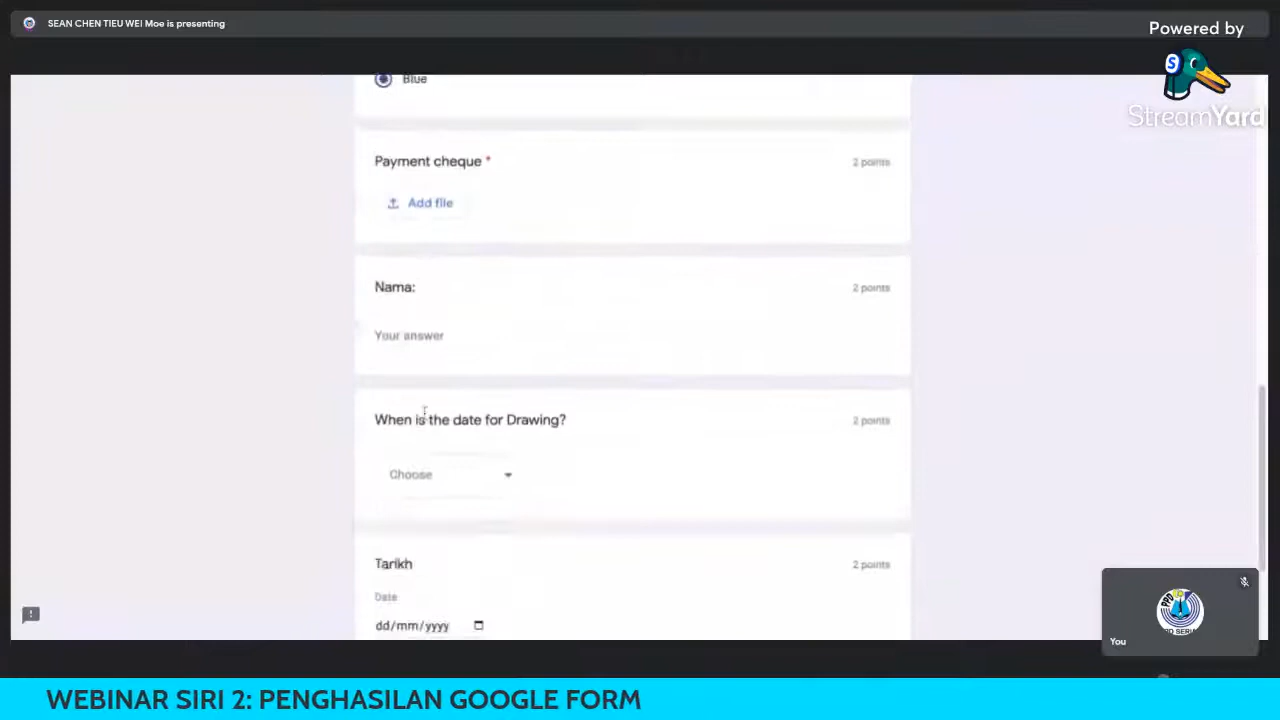 SEAN CHEN TIEU WEI Moe is presenting
Powered by
StreamYard
Blue
Payment cheque *
2 points
Add file
Nama:
2 points
Your answer
When is the date for Drawing?
2 points
Choose
Tarikh
2 points
Date
dd/mm/yyyy
You
WEBINAR SIRI 2: PENGHASILAN GOOGLE FORM